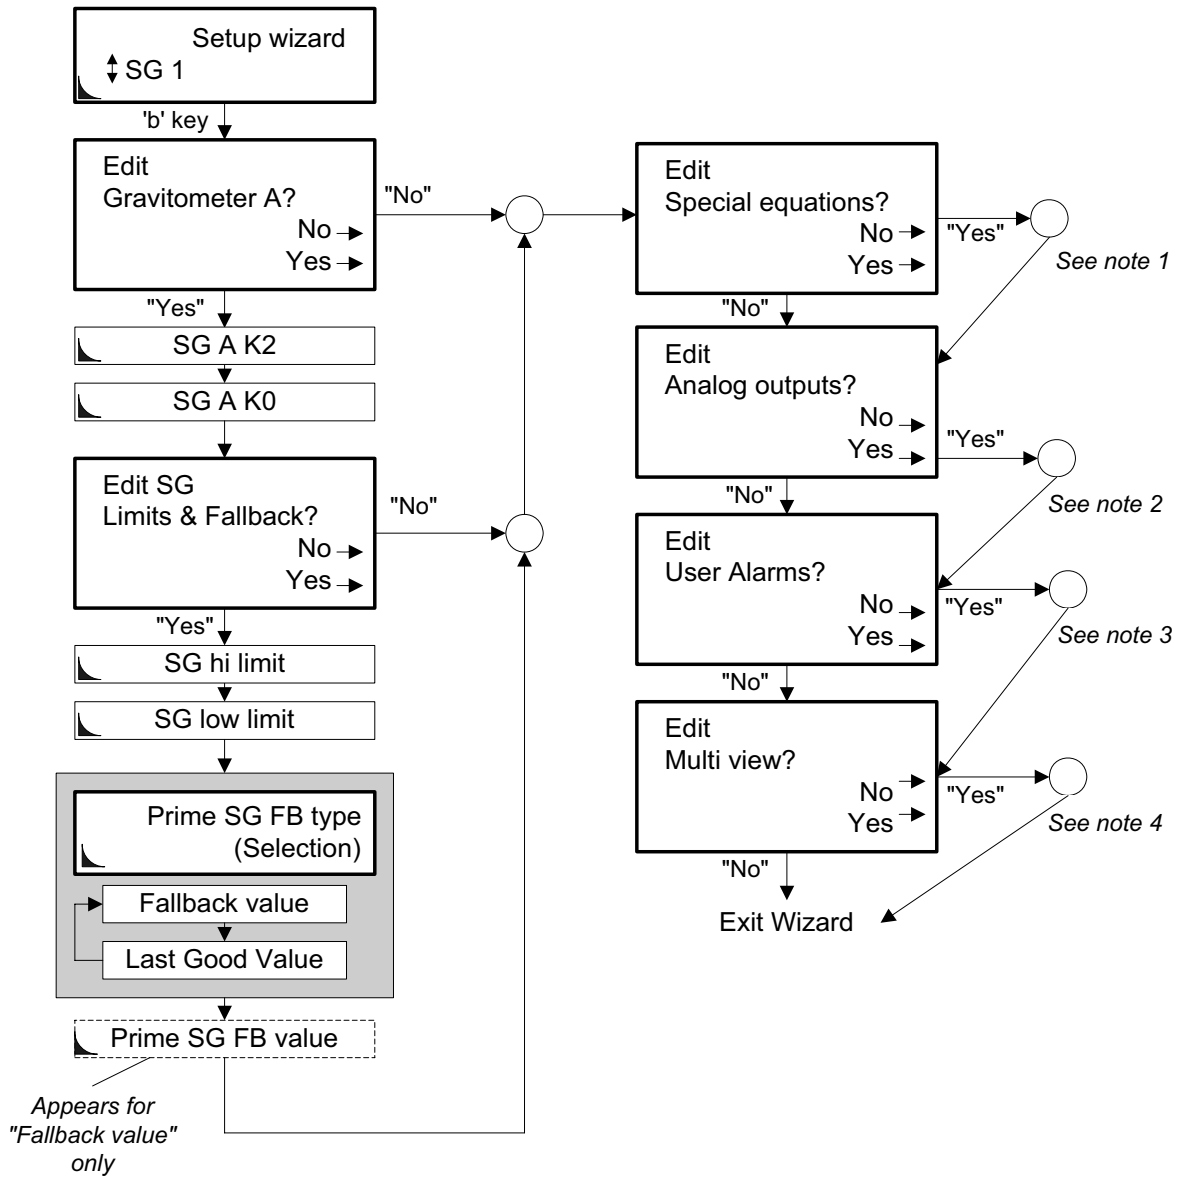 Setup wizard
SG 1
'b' key
Edit
Gravitometer A?
No
Yes
"No"
"Yes"
SG A K2
SG A K0
Edit SG
Limits & Fallback?
No
Yes
"No"
"Yes"
SG hi limit
SG low limit
Prime SG FB type
(Selection)
Fallback value
Last Good Value
Prime SG FB value
Appears for
"Fallback value"
only
Edit
Special equations?
No
Yes
"Yes"
See note 1
"No"
Edit
Analog outputs?
No
Yes
"Yes"
See note 2
"No"
Edit
User Alarms?
No
Yes
"Yes"
See note 3
"No"
Edit
Multi view?
No
Yes
"Yes"
See note 4
"No"
Exit Wizard